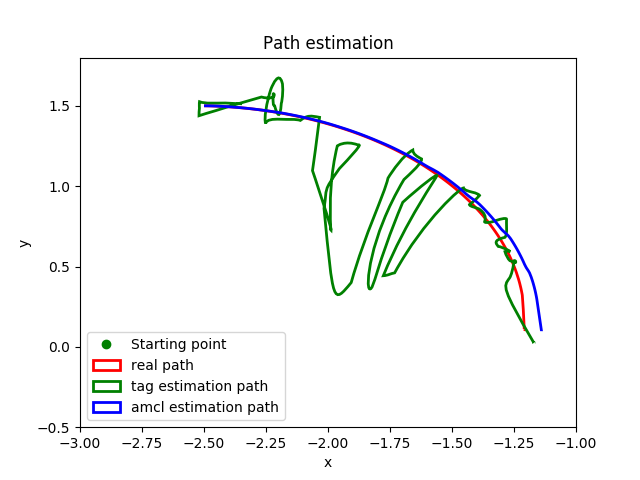 Path estimation
y
1.5
1.0
0.5
0.0
−0.5
Starting point
real path
tag estimation path
amcl estimation path
−3.00 −2.75 −2.50 −2.25 −2.00 −1.75 −1.50 −1.25 −1.00
x